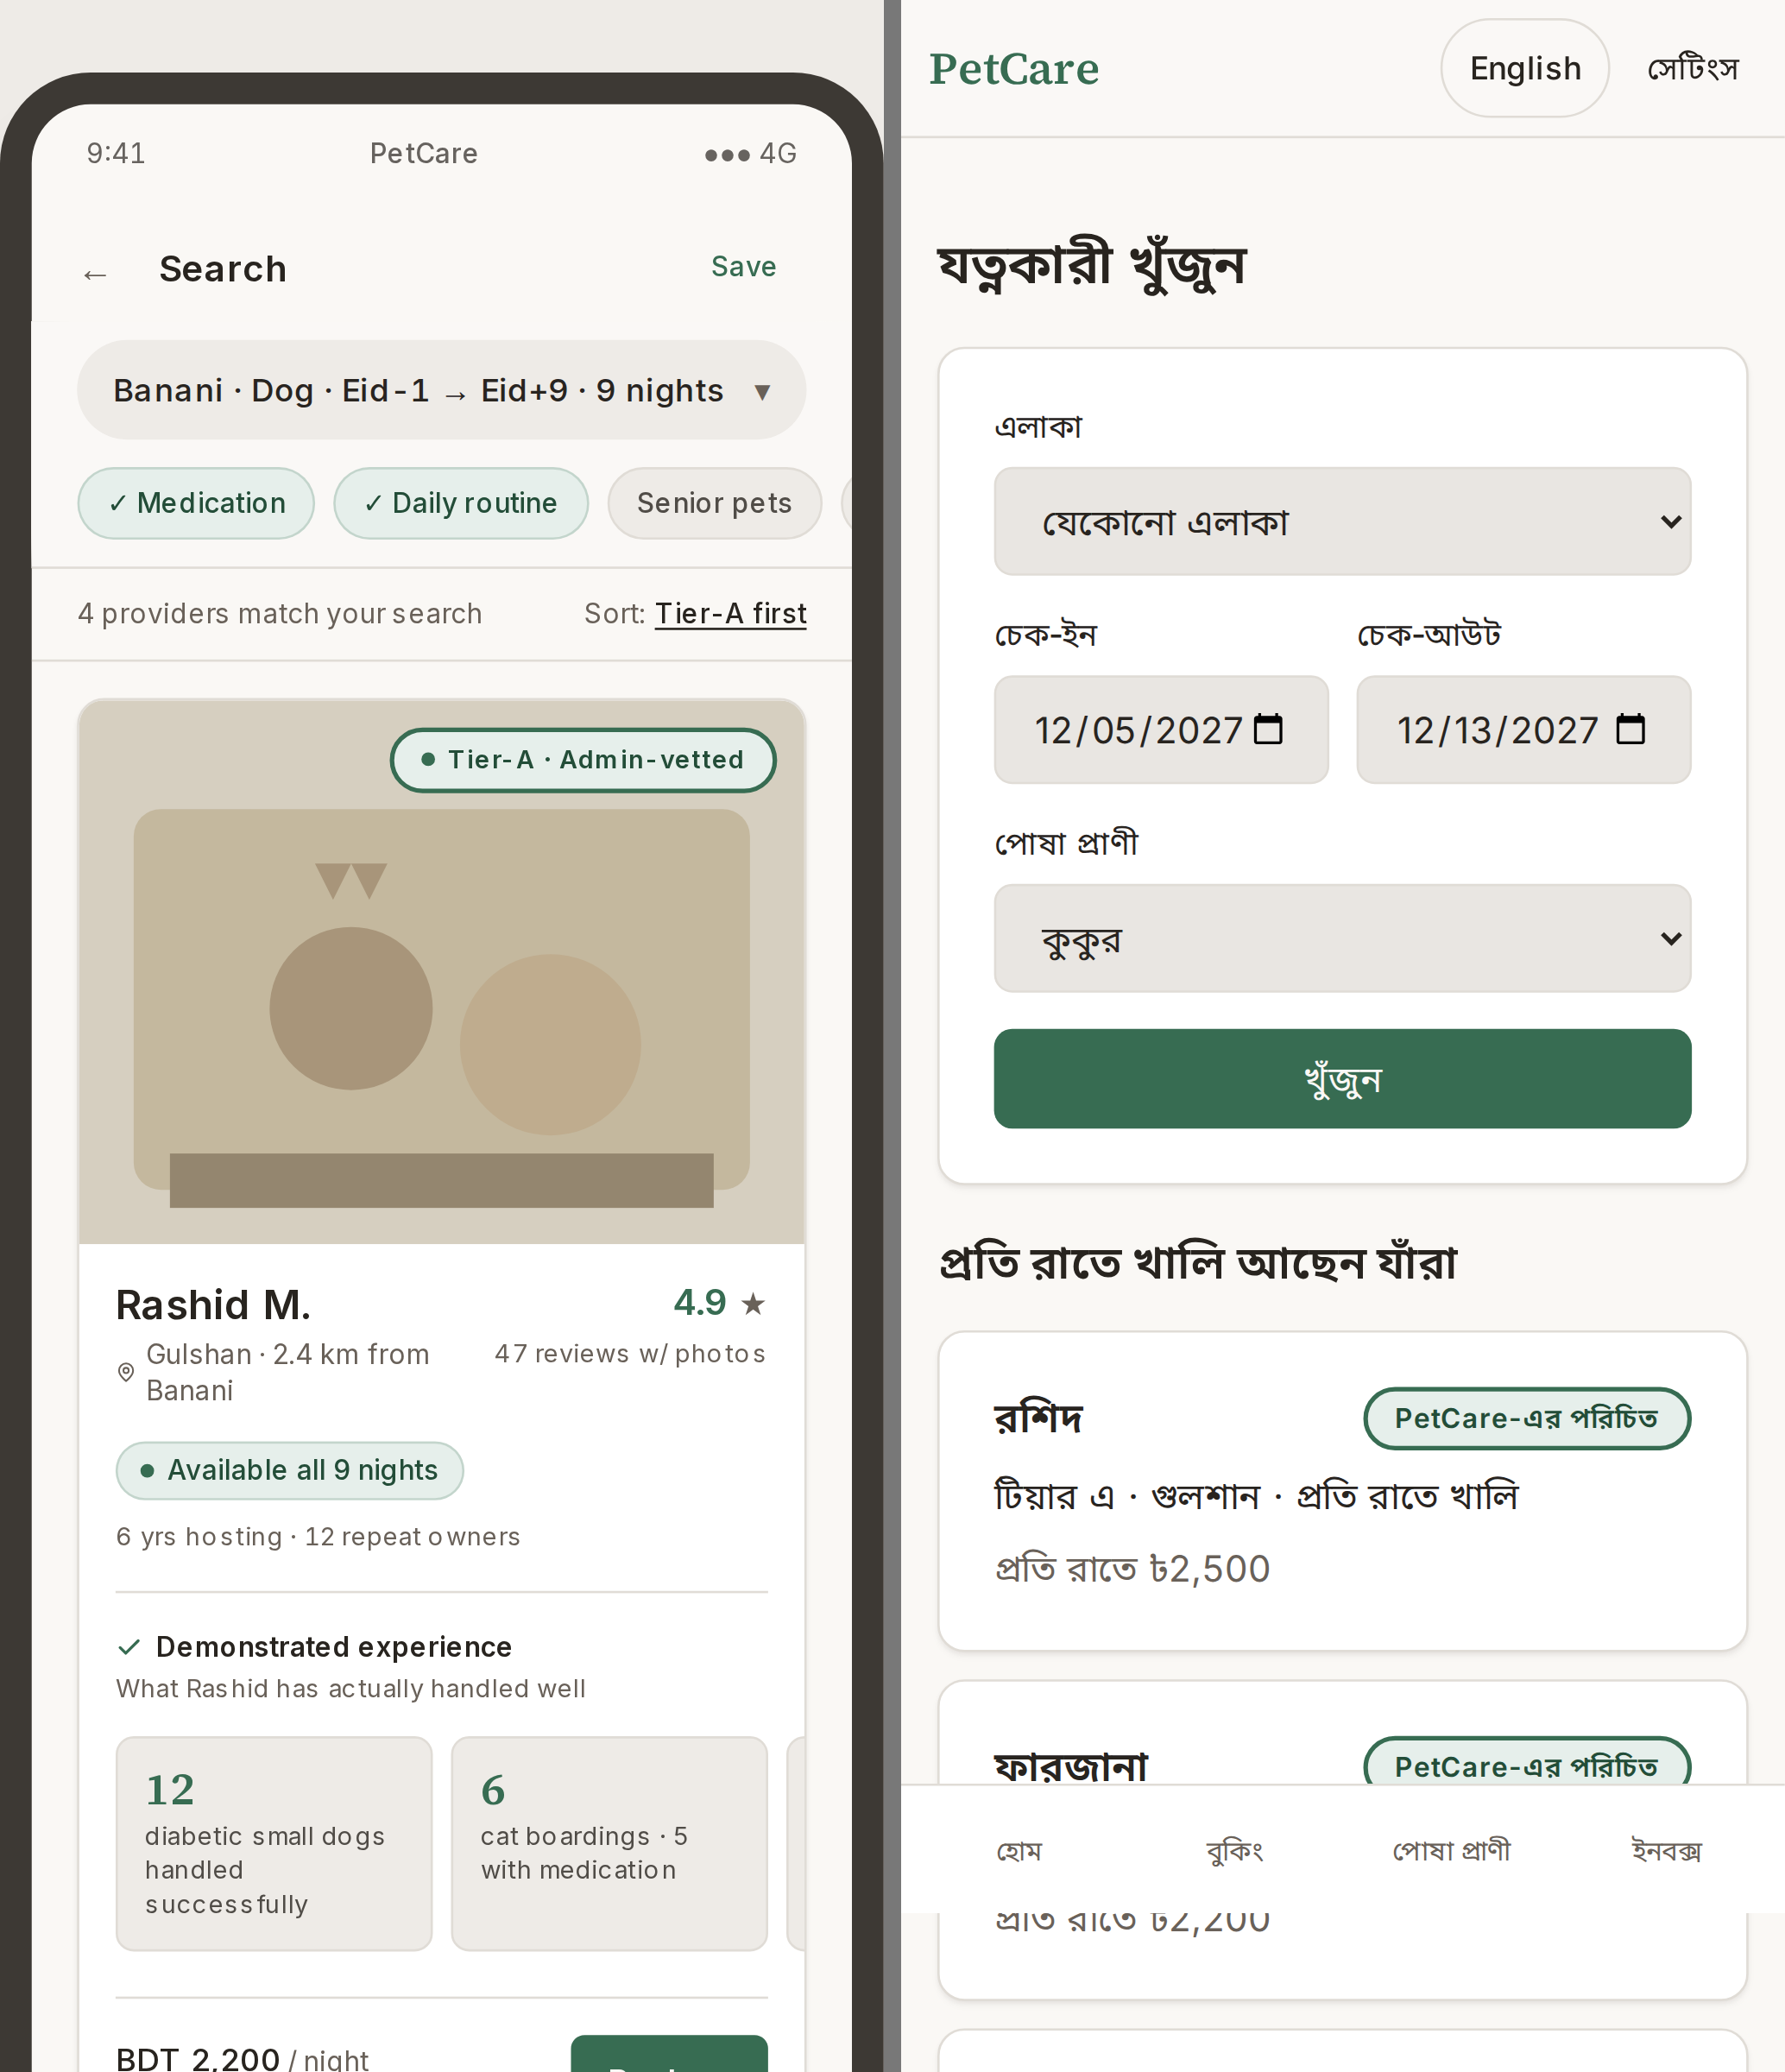 9:41 PetCare ●●● 4G
← Search Save
Banani · Dog · Eid-1 → Eid+9 · 9 nights ▾
✓ Medication ✓ Daily routine Senior pets
4 providers match your search Sort: Tier-A first
● Tier-A · Admin-vetted
Rashid M. 4.9 ★
Gulshan · 2.4 km from 47 reviews w/ photos
Banani
● Available all 9 nights
6 yrs hosting · 12 repeat owners
✓ Demonstrated experience
What Rashid has actually handled well
12
diabetic small dogs
handled
successfully
6
cat boardings · 5
with medication
BDT 2,200 / night
PetCare English সেটিংস
যত্নকারী খুঁজুন
এলাকা
যেকোনো এলাকা
চেক-ইন চেক-আউট
12/05/2027 12/13/2027
পোষা প্রাণী
কুকুর
খুঁজুন
প্রতি রাতে খালি আছেন যাঁরা
রশিদ PetCare-এর পরিচিত
টিয়ার এ · গুলশান · প্রতি রাতে খালি
প্রতি রাতে ৳2,500
ফারজানা PetCare-এর পরিচিত
হোম বুকিং পোষা প্রাণী ইনবক্স
প্রতি রাতে ৳2,200